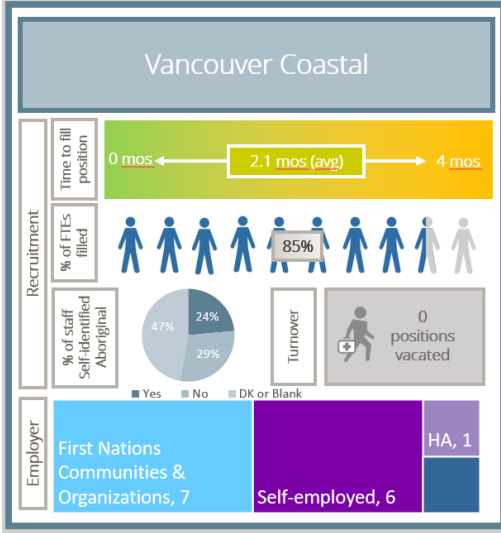 Vancouver Coastal
Recruitment
Time to fill
position
0 mos
2.1 mos (avg)
4 mos
% of FTEs
filled
85%
% of staff
Self-identified
Aboriginal
47%
24%
29%
Yes
No
DK or Blank
Turnover
0
positions
vacated
Employer
First Nations
Communities &
Organizations, 7
Self-employed, 6
HA, 1